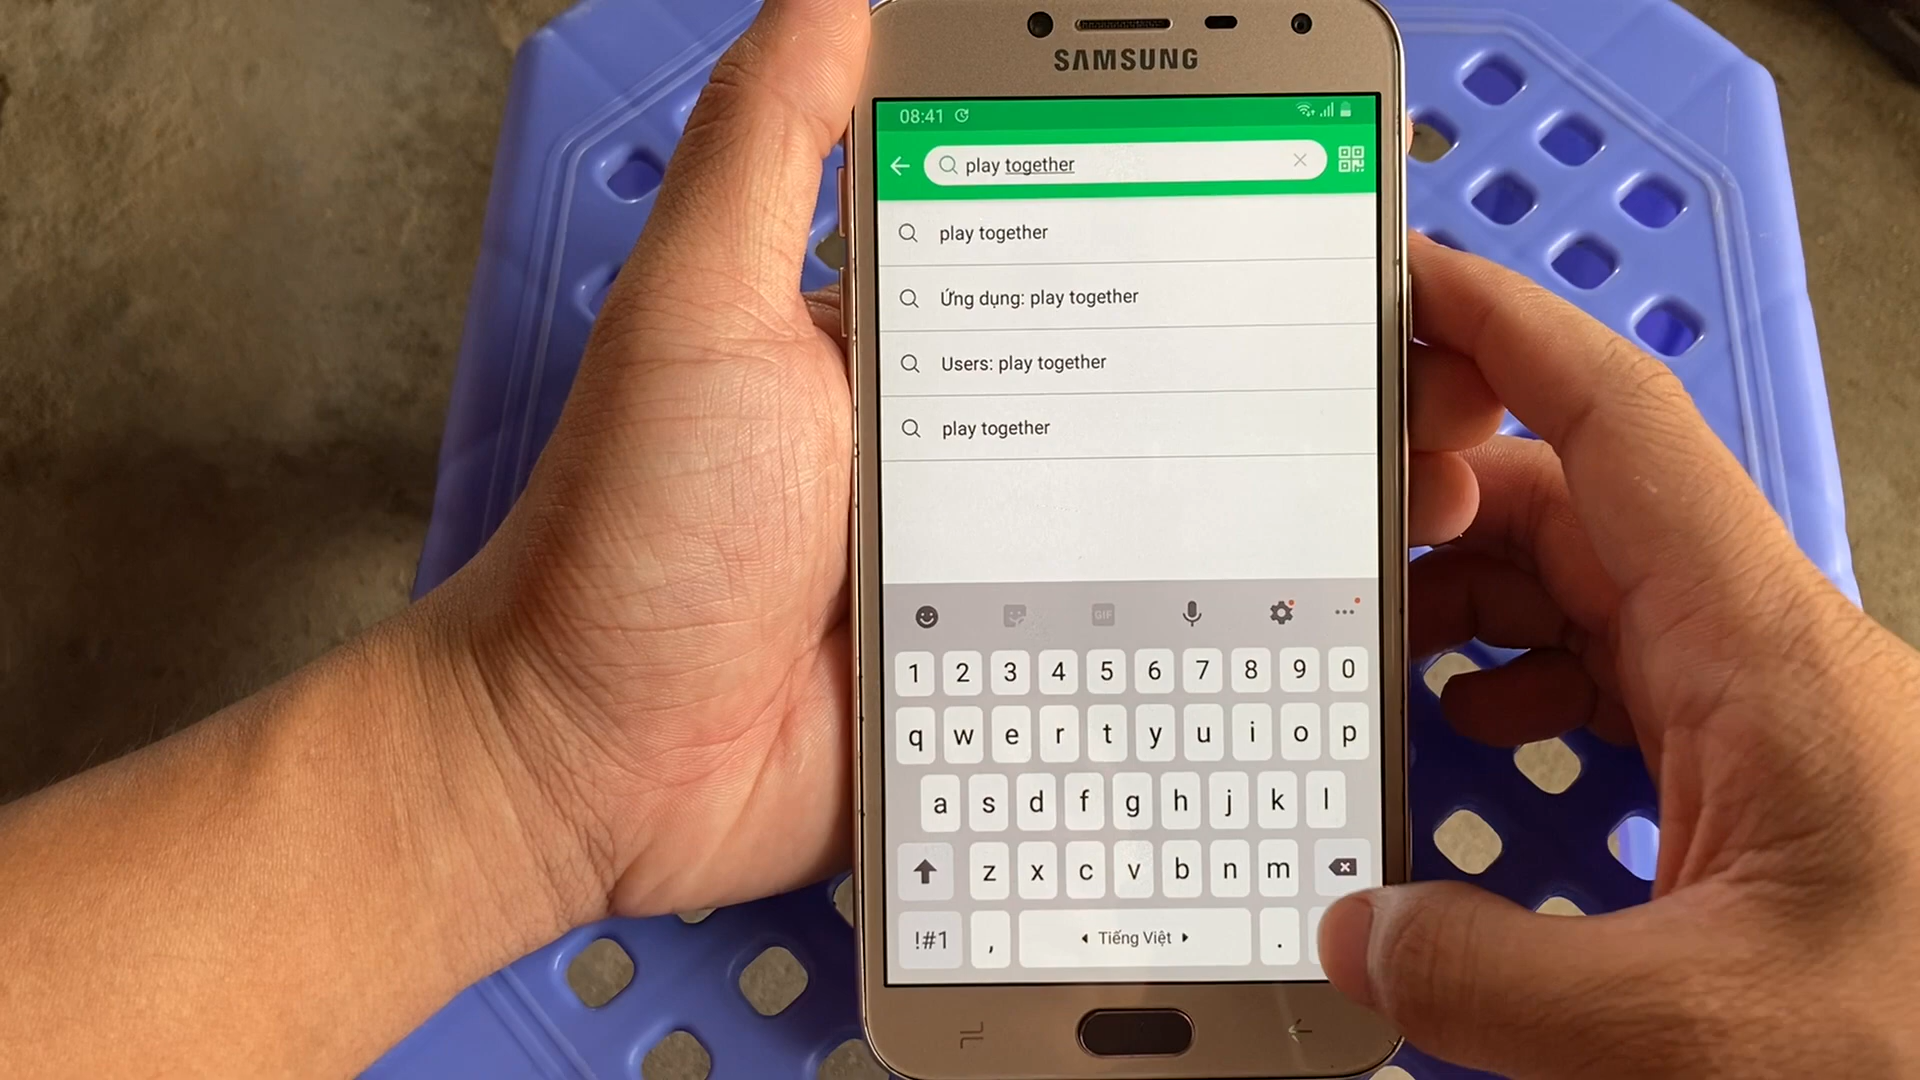 SAMSUNG
08:41
play together
play together
Ứng dụng: play together
Users: play together
play together
GIF
1 2 3 4 5 6 7 8 9 0
q w e r t y u i o p
a s d f g h j k l
z x c v b n m
!#1 , Tiếng Việt .